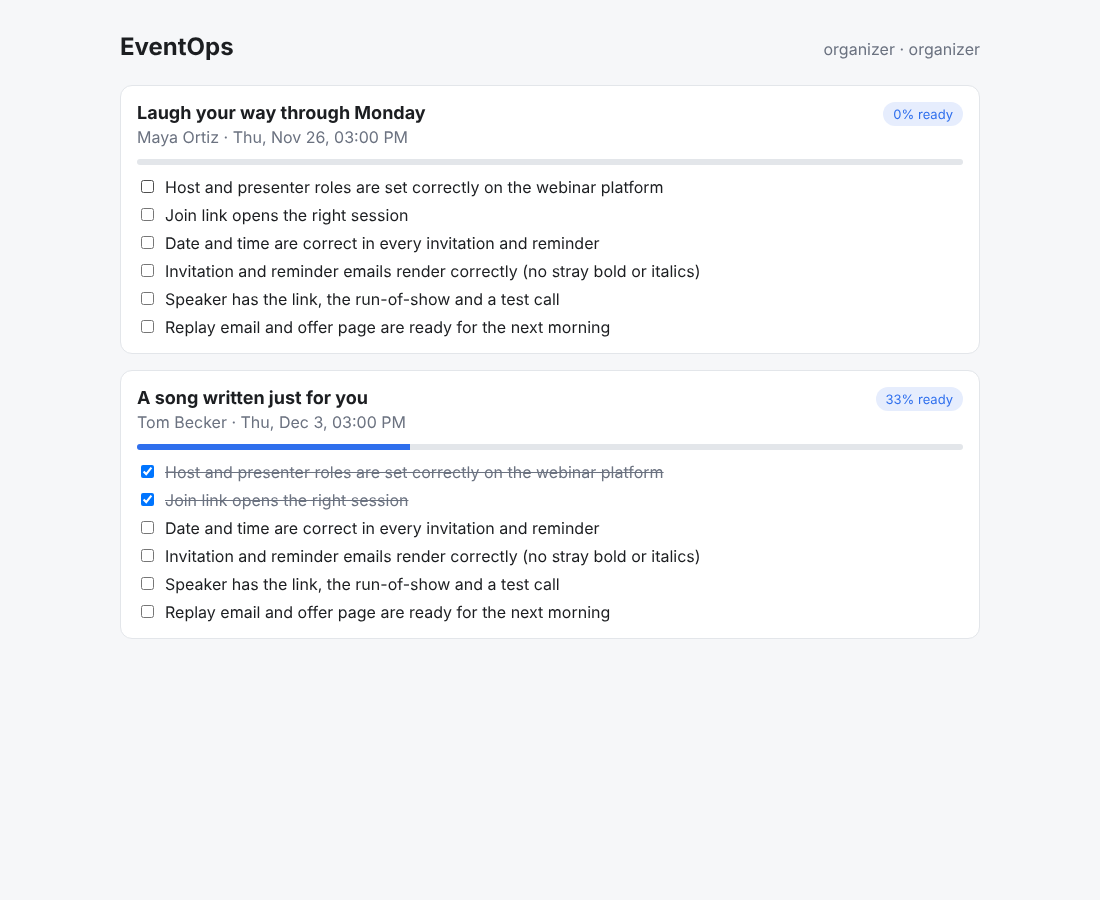 EventOps
organizer · organizer
Laugh your way through Monday
0% ready
Maya Ortiz · Thu, Nov 26, 03:00 PM
Host and presenter roles are set correctly on the webinar platform
Join link opens the right session
Date and time are correct in every invitation and reminder
Invitation and reminder emails render correctly (no stray bold or italics)
Speaker has the link, the run-of-show and a test call
Replay email and offer page are ready for the next morning
A song written just for you
33% ready
Tom Becker · Thu, Dec 3, 03:00 PM
Host and presenter roles are set correctly on the webinar platform
Join link opens the right session
Date and time are correct in every invitation and reminder
Invitation and reminder emails render correctly (no stray bold or italics)
Speaker has the link, the run-of-show and a test call
Replay email and offer page are ready for the next morning